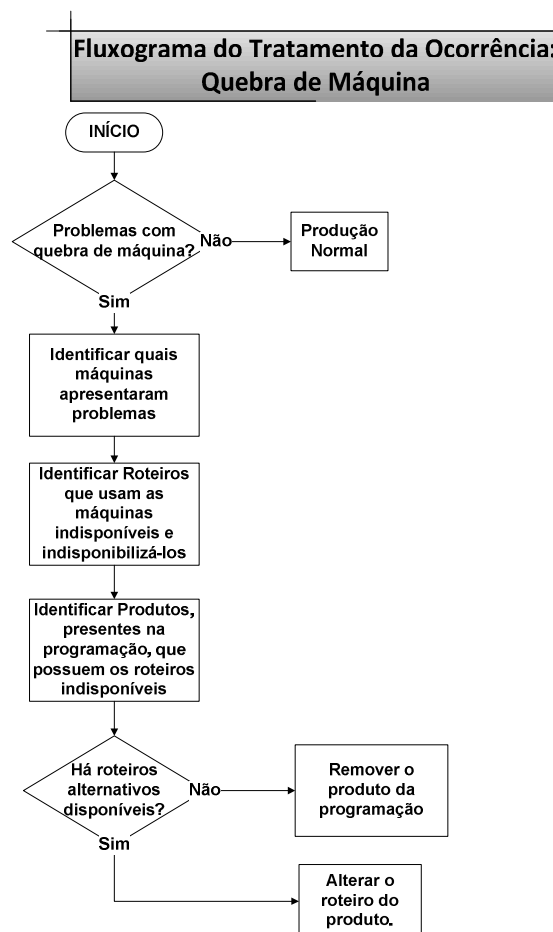 Fluxograma do Tratamento da Ocorrência:
Quebra de Máquina
INÍCIO
Problemas com
quebra de máquina?
Não
Produção
Normal
Sim
Identificar quais
máquinas
apresentaram
problemas
Identificar Roteiros
que usam as
máquinas
indisponíveis e
indisponibilizá-los
Identificar Produtos,
presentes na
programação, que
possuem os roteiros
indisponíveis
Há roteiros
alternativos
disponíveis?
Não
Remover o
produto da
programação
Sim
Alterar o
roteiro do
produto.